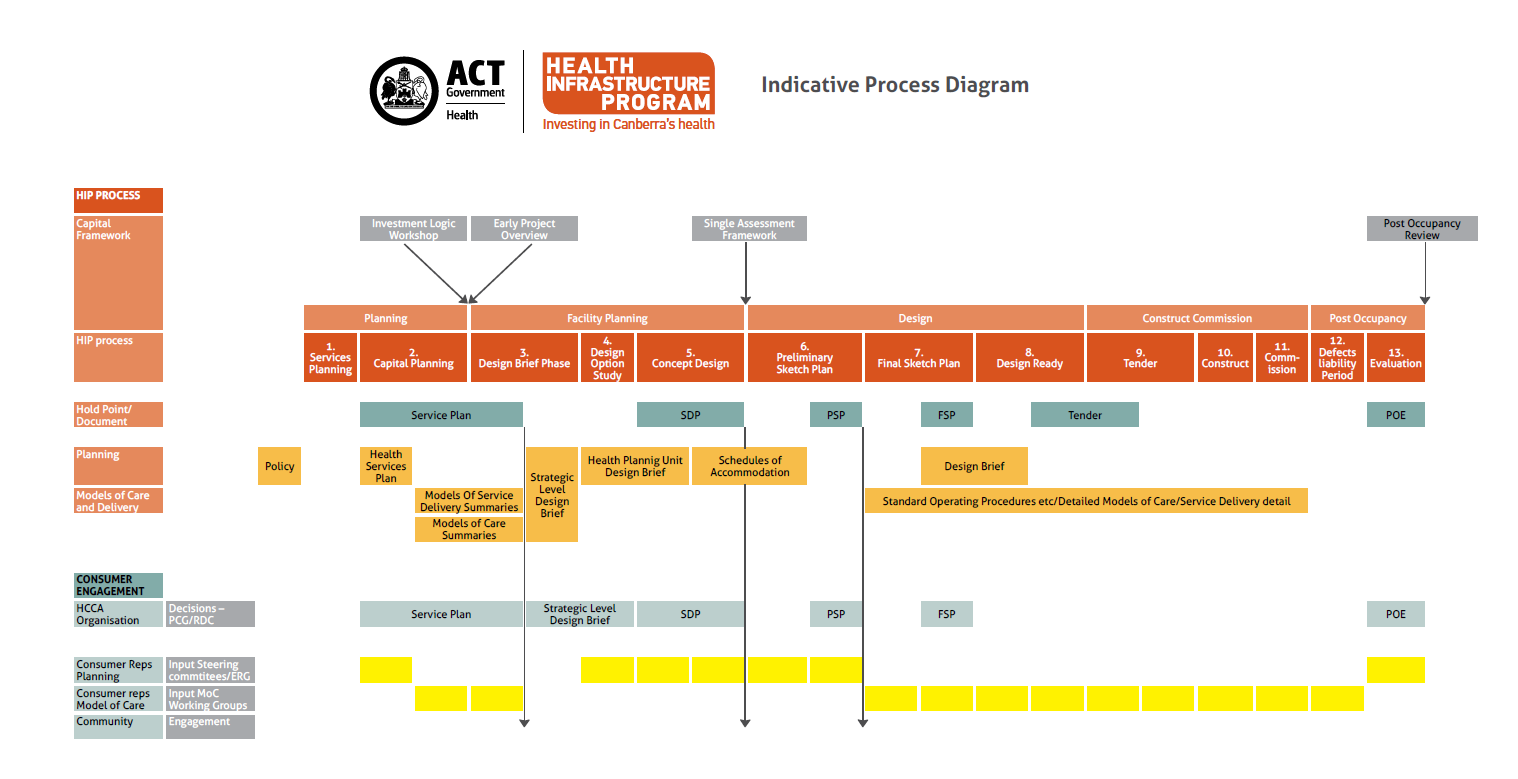 ACT
Government
Health
HEALTH
INFRASTRUCTURE
PROGRAM
Investing in Canberra's health
Indicative Process Diagram
HIP PROCESS
Capital
Framework
Investment Logic
Workshop
Early Project
Overview
Single Assessment
Framework
Post Occupancy
Review
Planning
Facility Planning
Design
Construct Commission
Post Occupancy
HIP process
1.
Services
Planning
2.
Capital Planning
3.
Design Brief Phase
4.
Design
Option
Study
5.
Concept Design
6.
Preliminary
Sketch Plan
7.
Final Sketch Plan
8.
Design Ready
9.
Tender
10.
Construct
11.
Comm-
ission
12.
Defects
liability
Period
13.
Evaluation
Hold Point/
Document
Service Plan
SDP
PSP
FSP
Tender
POE
Planning
Policy
Health
Services
Plan
Strategic
Level
Design
Brief
Health Plannig Unit
Design Brief
Schedules of
Accommodation
Design Brief
Models of Care
and Delivery
Models Of Service
Delivery Summaries
Models of Care
Summaries
Standard Operating Procedures etc/Detailed Models of Care/Service Delivery detail
CONSUMER
ENGAGEMENT
HCCA
Organisation
Decisions –
PCG/RDC
Service Plan
Strategic Level
Design Brief
SDP
PSP
FSP
POE
Consumer Reps
Planning
Input Steering
commtitees/ERG
Consumer reps
Model of Care
Input MoC
Working Groups
Community
Engagement